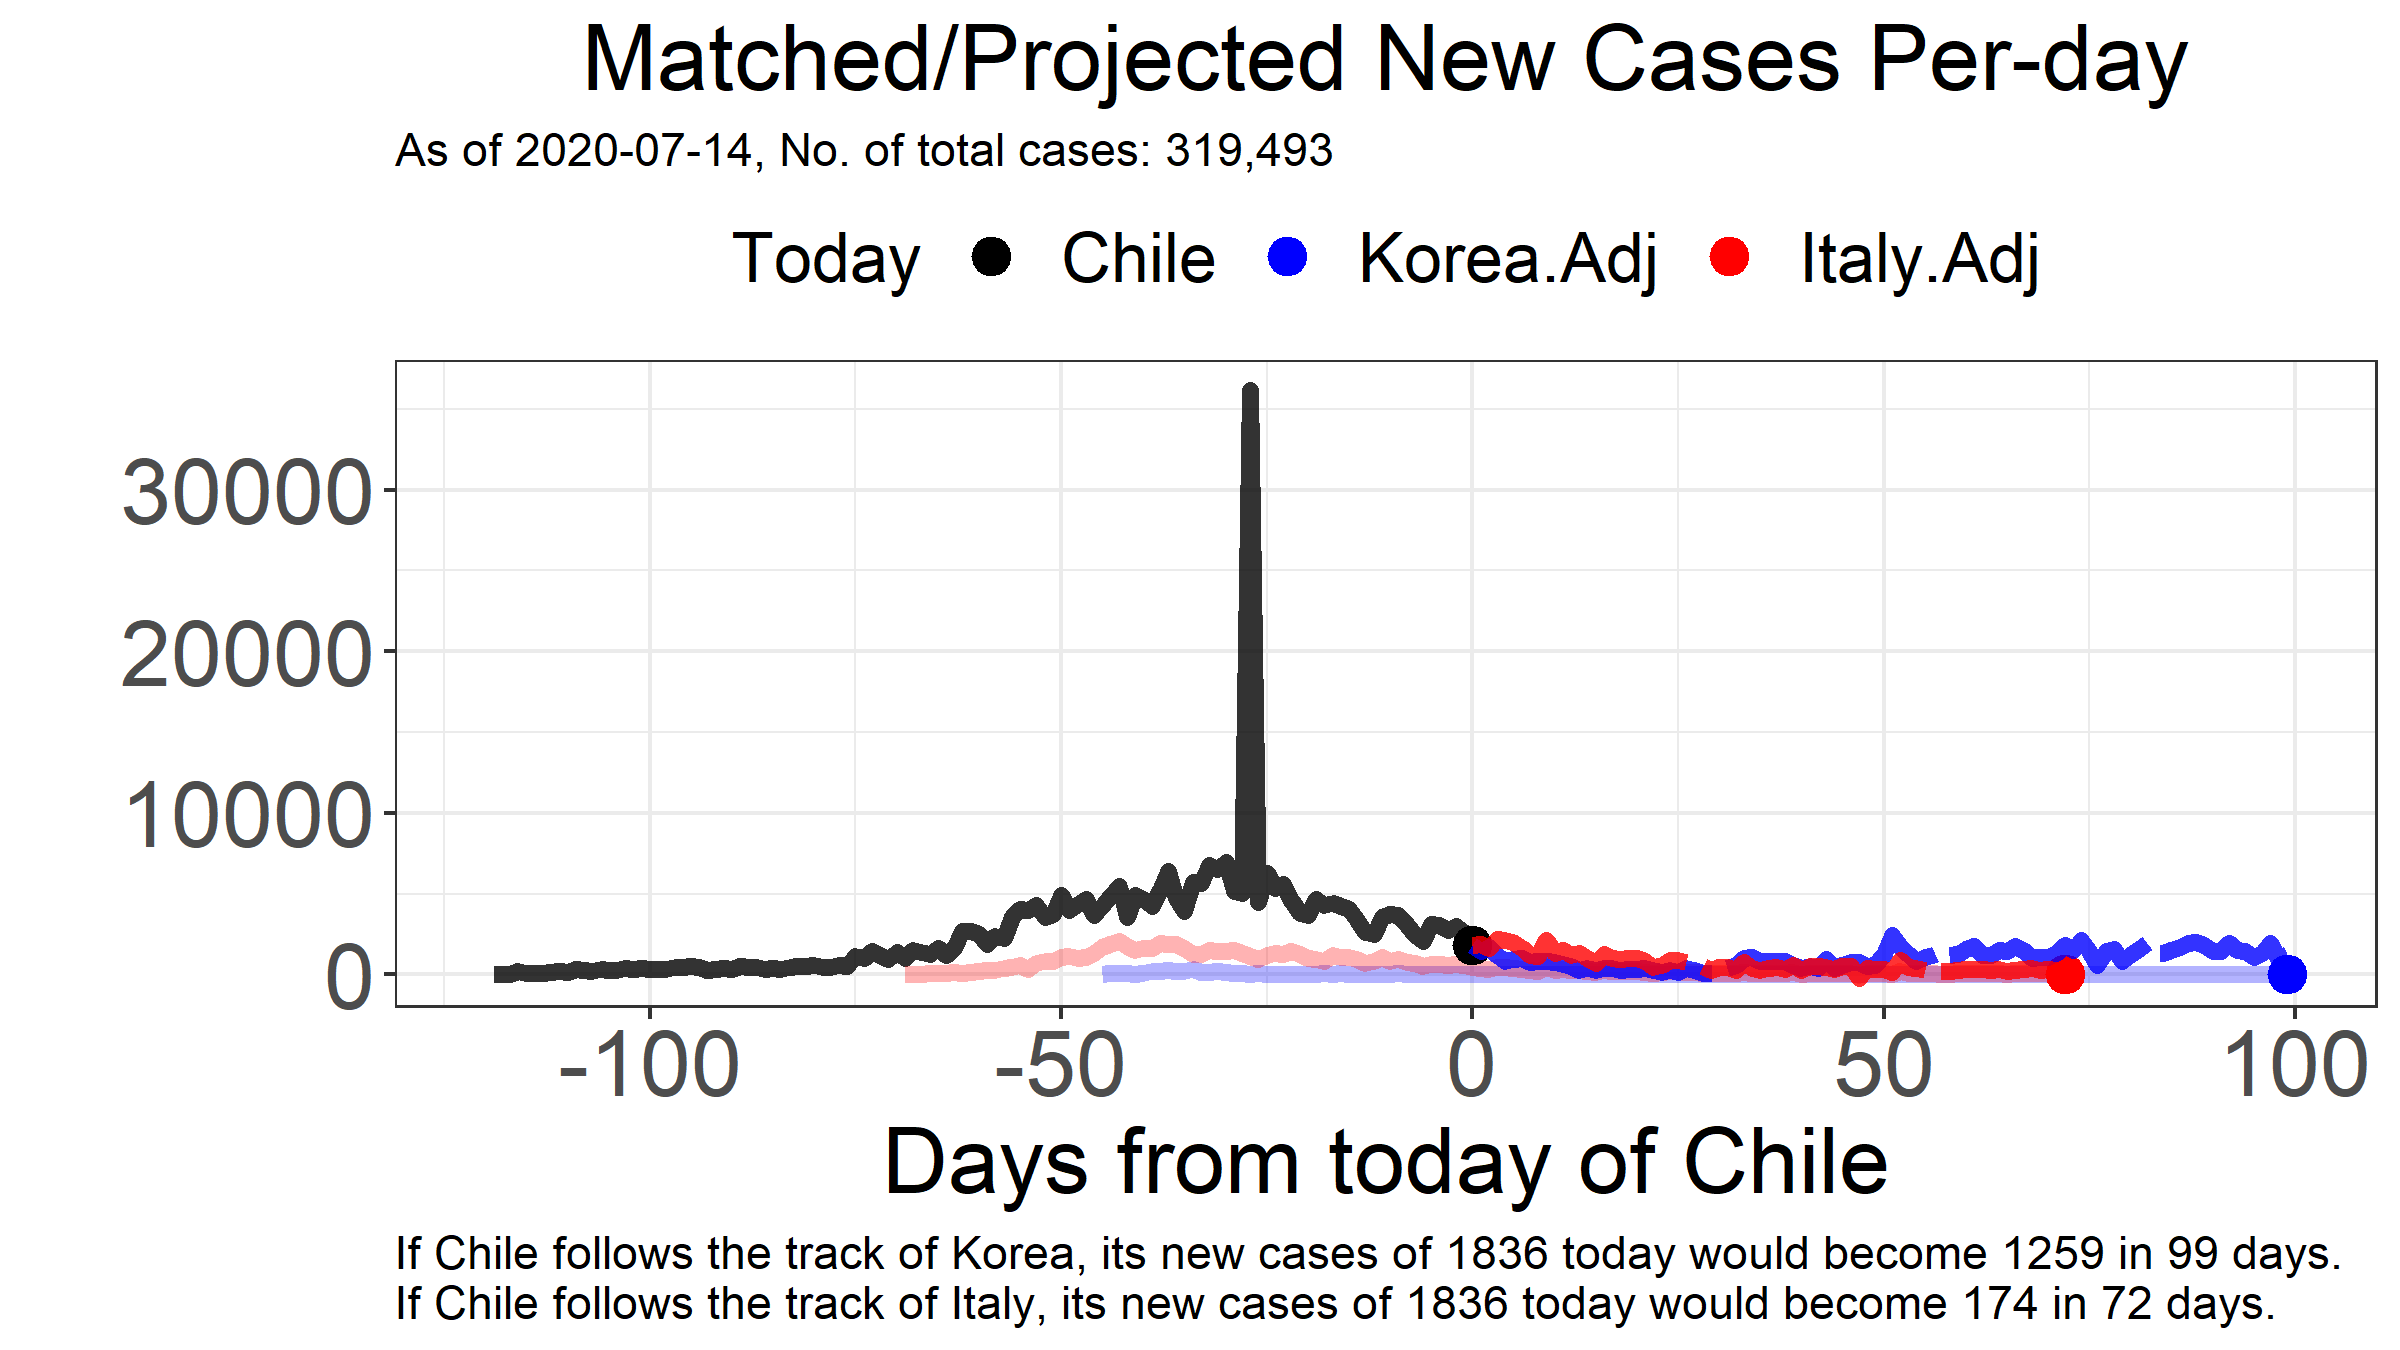 Matched/Projected New Cases Per-day
As of 2020-07-14, No. of total cases: 319,493
Today Chile Korea.Adj Italy.Adj
30000
20000
10000
0
-100 -50 0 50 100
Days from today of Chile
If Chile follows the track of Korea, its new cases of 1836 today would become 1259 in 99 days.
If Chile follows the track of Italy, its new cases of 1836 today would become 174 in 72 days.